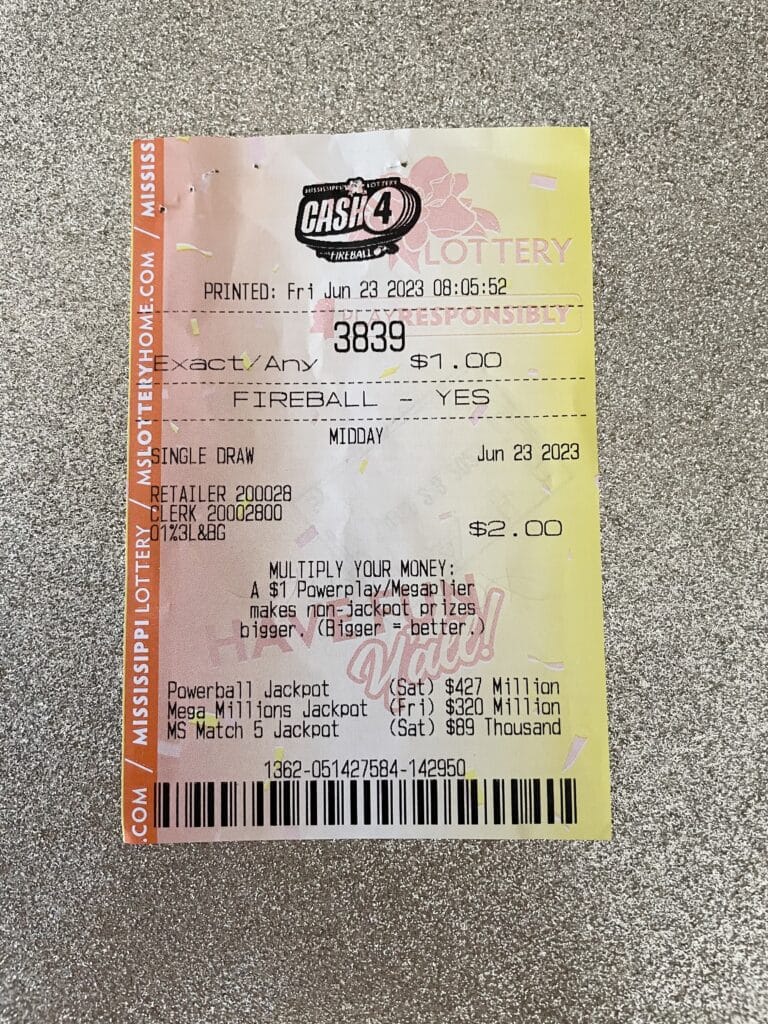 MISSISSIPPI LOTTERY
CASH 4
FIREBALL
LOTTERY
PRINTED: Fri Jun 23 2023 08:05:52
PLAYRESPONSIBLY
3839
Exact/Any $1.00
FIREBALL - YES
MIDDAY
SINGLE DRAW Jun 23 2023
RETAILER 200028
CLERK 20002800
01%3L&BG $2.00
MULTIPLY YOUR MONEY:
A $1 Powerplay/Megaplier
makes non-jackpot prizes
bigger. (Bigger = better.)
HAVE FUN
Y'all!
Powerball Jackpot (Sat) $427 Million
Mega Millions Jackpot (Fri) $320 Million
MS Match 5 Jackpot (Sat) $89 Thousand
1362-051427584-142950
.COM / MISSISSIPPI LOTTERY / MSLOTTERYHOME.COM / MISSISS